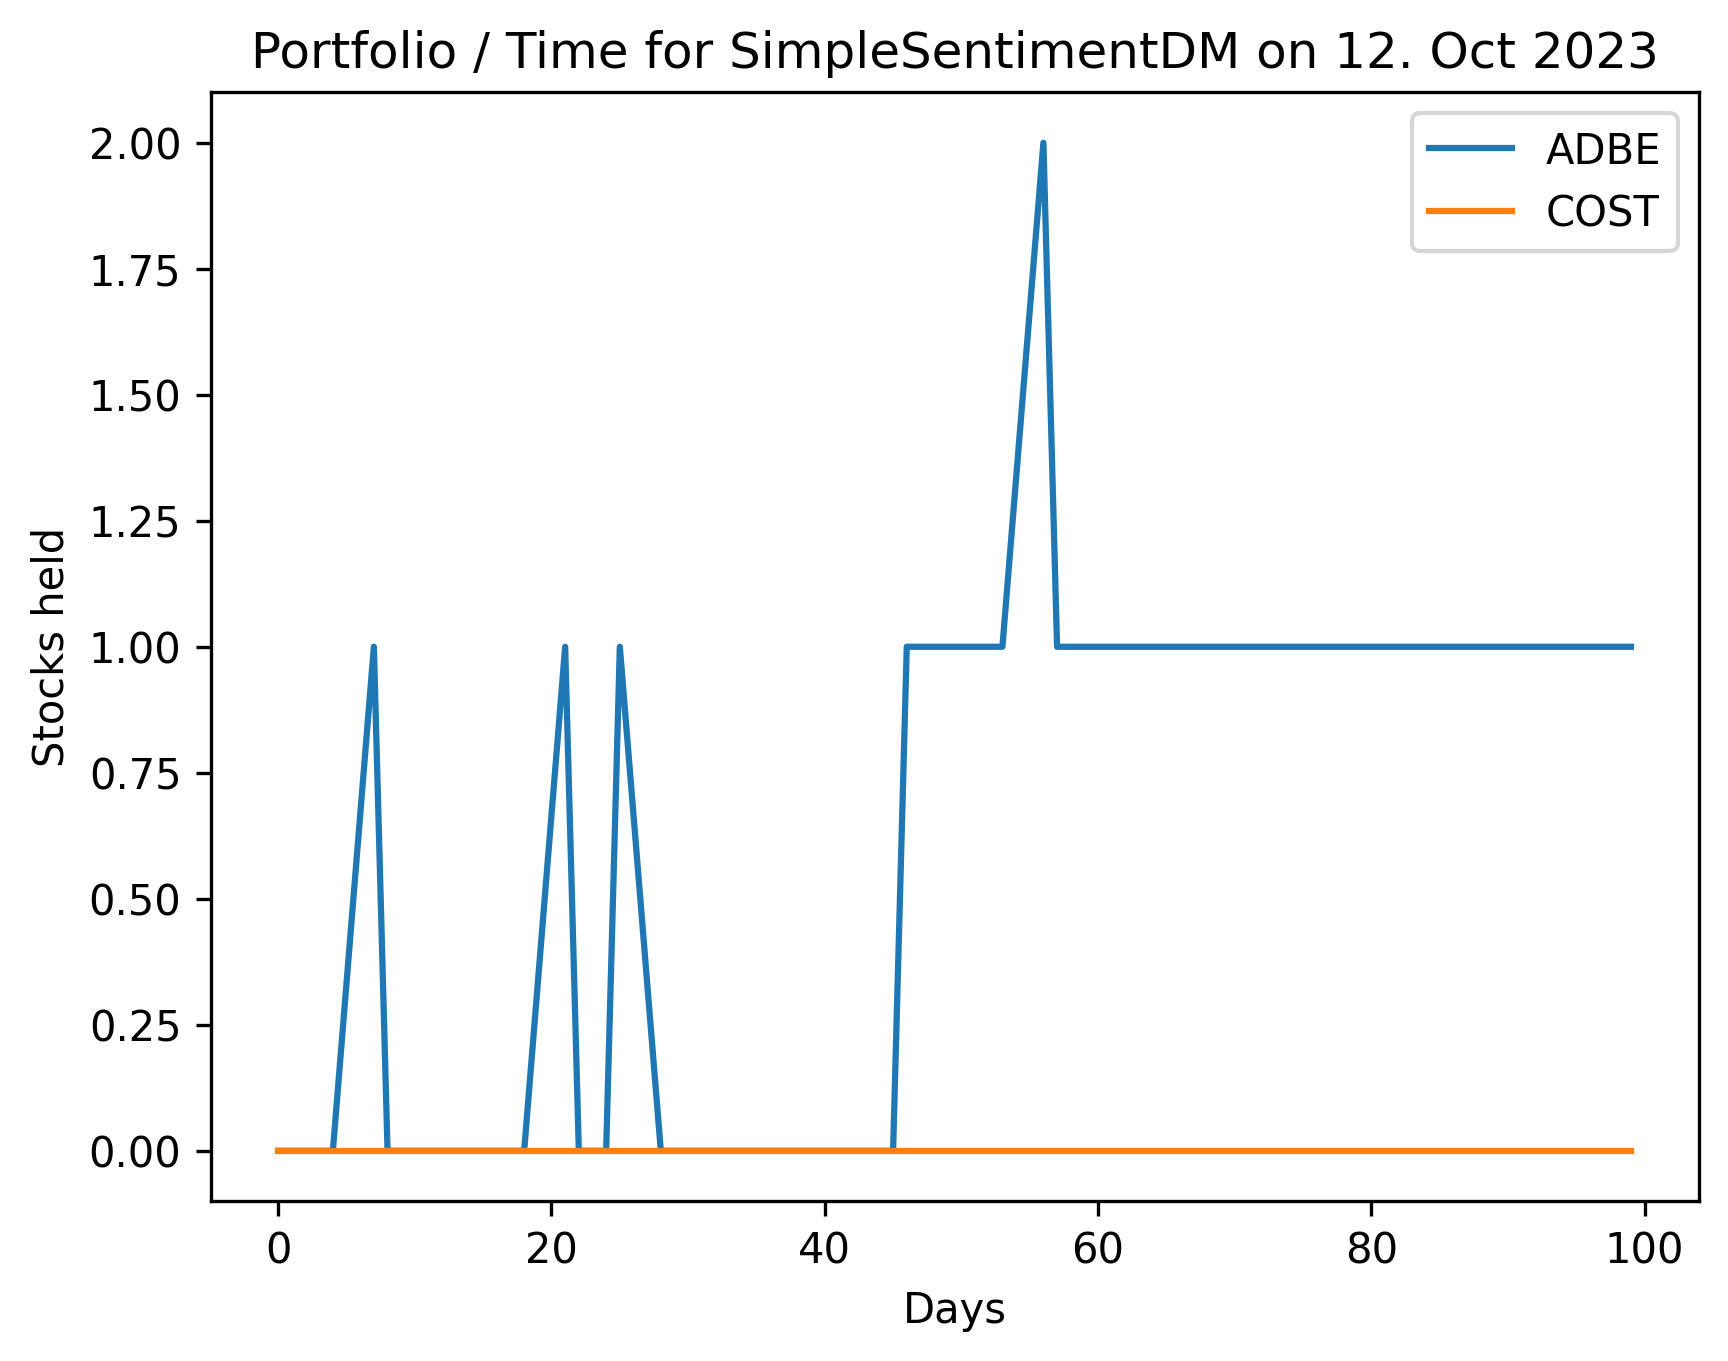 Portfolio / Time for SimpleSentimentDM on 12. Oct 2023
ADBE
COST
Stocks held
2.00
1.75
1.50
1.25
1.00
0.75
0.50
0.25
0.00
0 20 40 60 80 100
Days